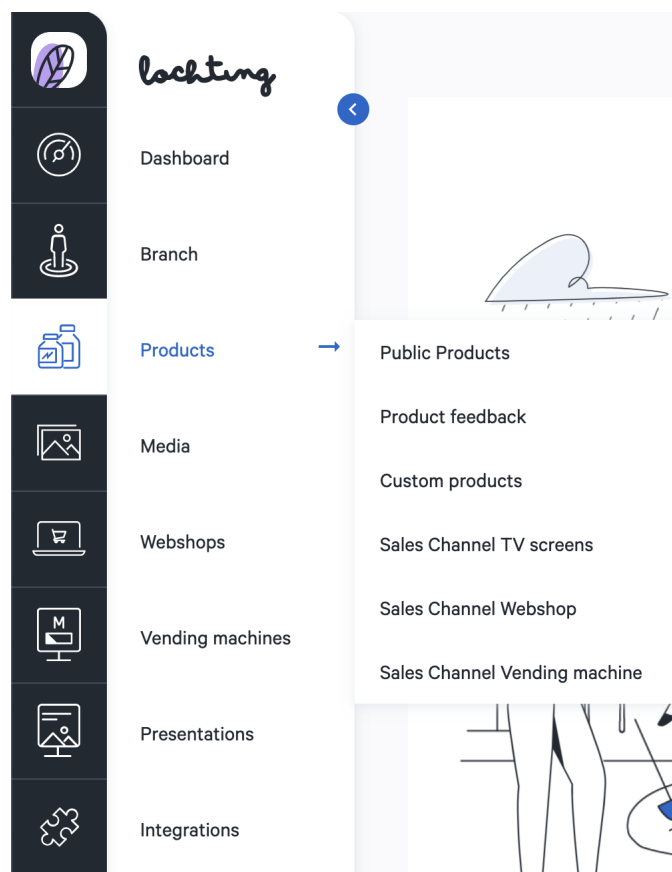 lochting
Dashboard
Branch
Products
Public Products
Product feedback
Media
Custom products
Webshops
Sales Channel TV screens
Sales Channel Webshop
M
Vending machines
Sales Channel Vending machine
Presentations
Integrations